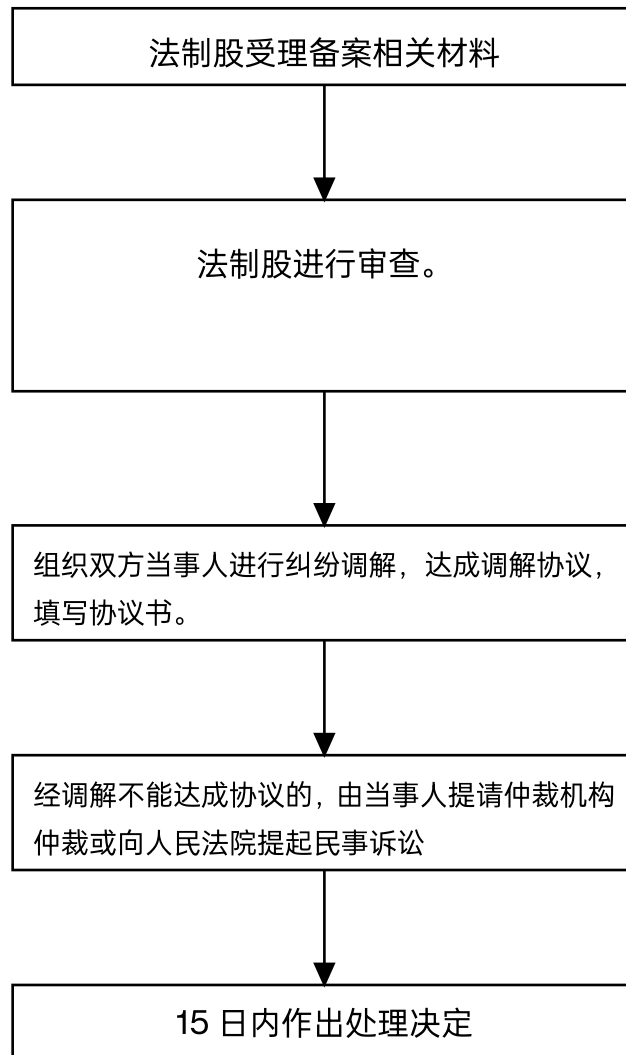 法制股受理备案相关材料
法制股进行审查。
组织双方当事人进行纠纷调解，达成调解协议，
填写协议书。
经调解不能达成协议的，由当事人提请仲裁机构
仲裁或向人民法院提起民事诉讼
15 日内作出处理决定